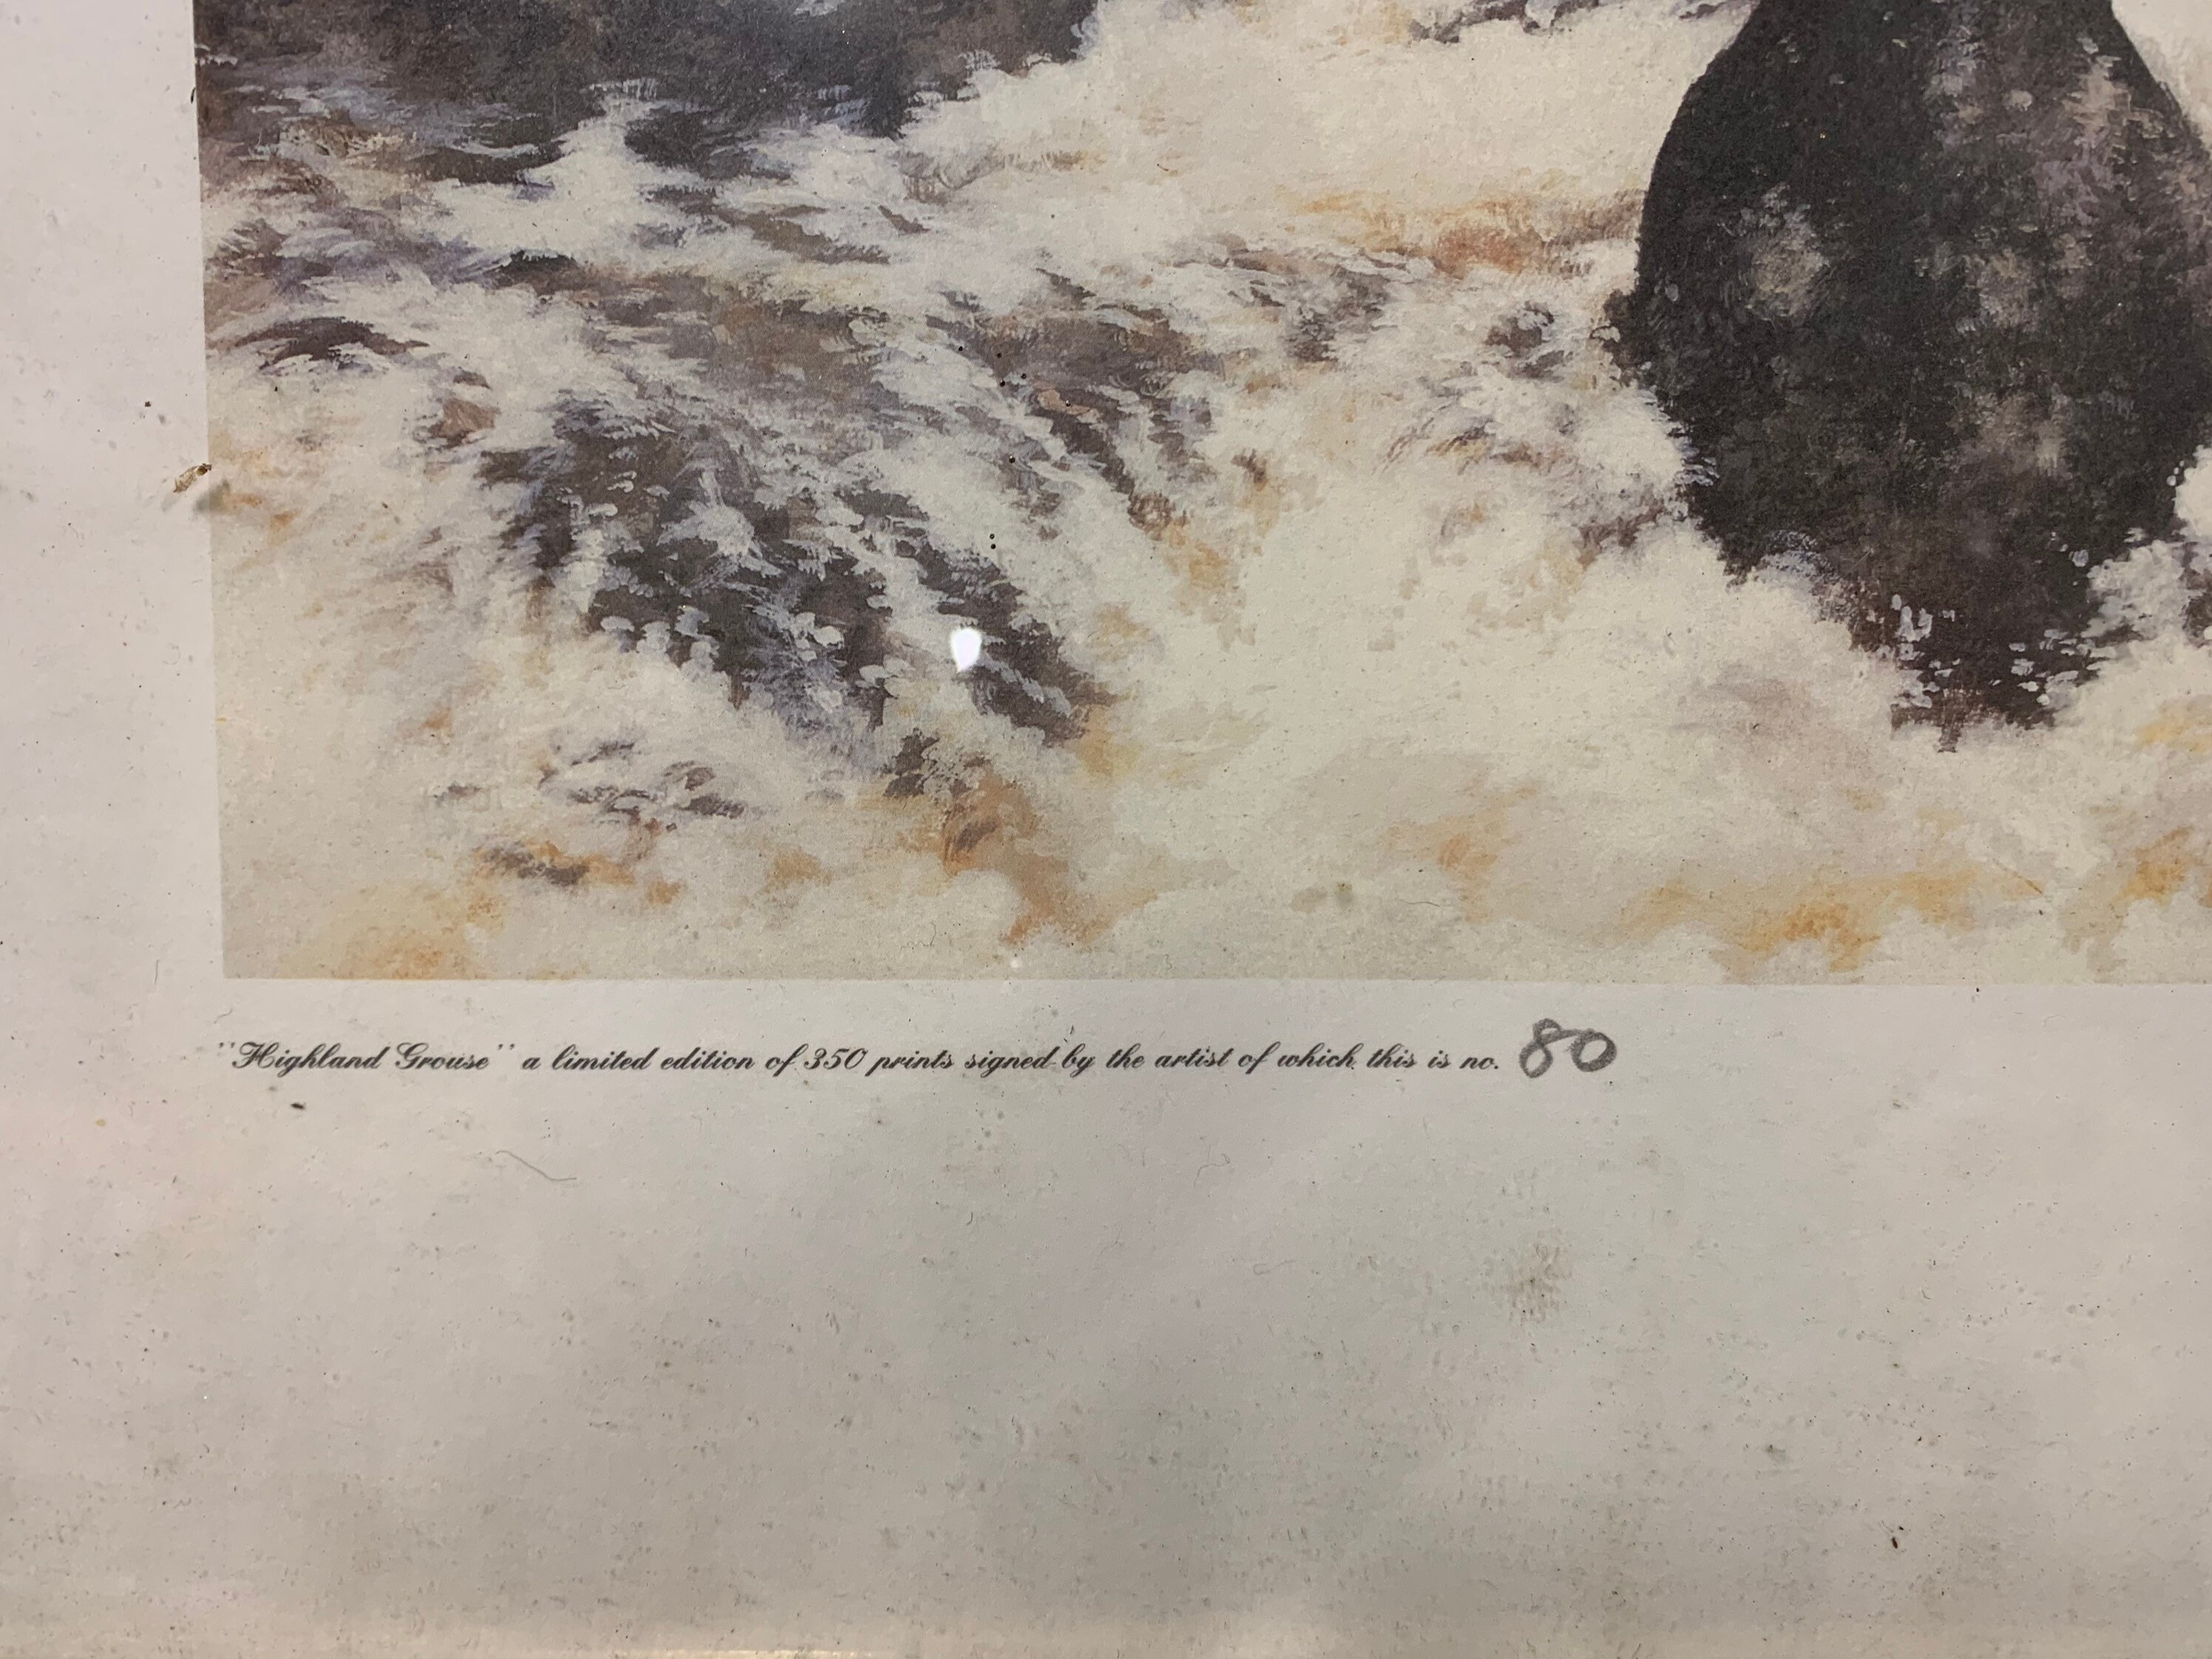 "Highland Grouse" a limited edition of 350 prints signed by the artist of which this is no. 80